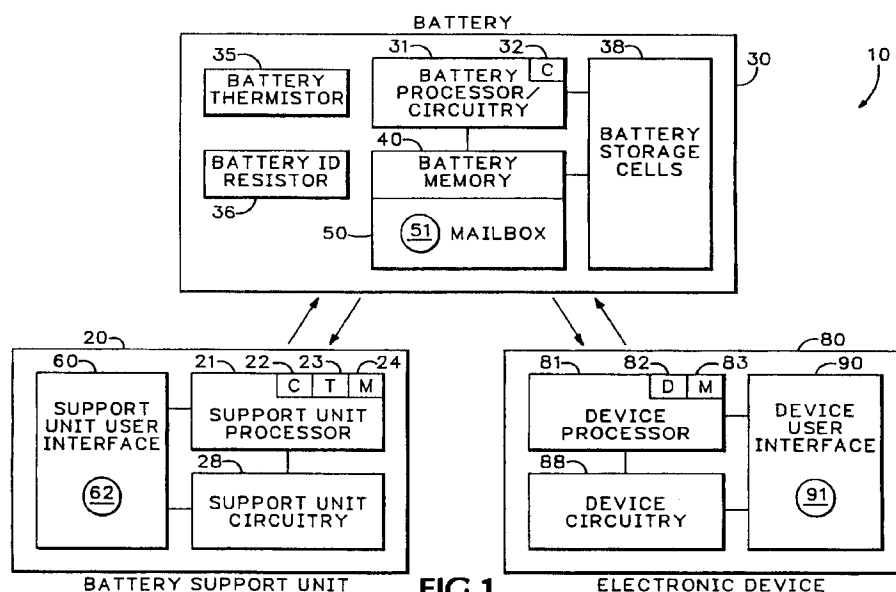 BATTERY
35 31 32 38 30 10
BATTERY THERMISTOR
BATTERY PROCESSOR/ CIRCUITRY
C
BATTERY STORAGE CELLS
40
BATTERY ID RESISTOR
36
BATTERY MEMORY
50 51 MAILBOX
20 60 21 22 23 24
C T M
SUPPORT UNIT USER INTERFACE
62
SUPPORT UNIT PROCESSOR
28
SUPPORT UNIT CIRCUITRY
BATTERY SUPPORT UNIT
80 81 82 83 90
D M
DEVICE PROCESSOR
DEVICE USER INTERFACE
91
88
DEVICE CIRCUITRY
ELECTRONIC DEVICE
FIG 1